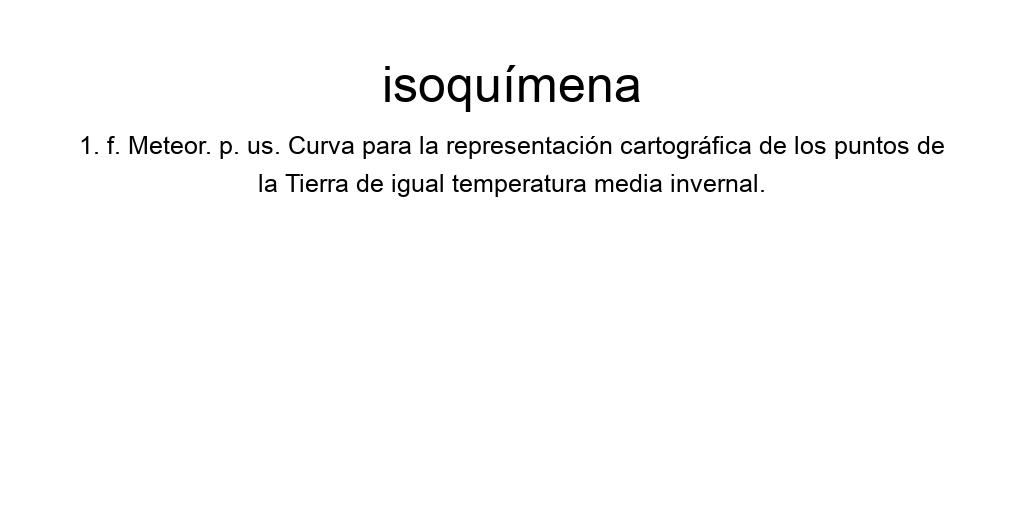 isoquímena
1. f. Meteor. p. us. Curva para la representación cartográfica de los puntos de
la Tierra de igual temperatura media invernal.